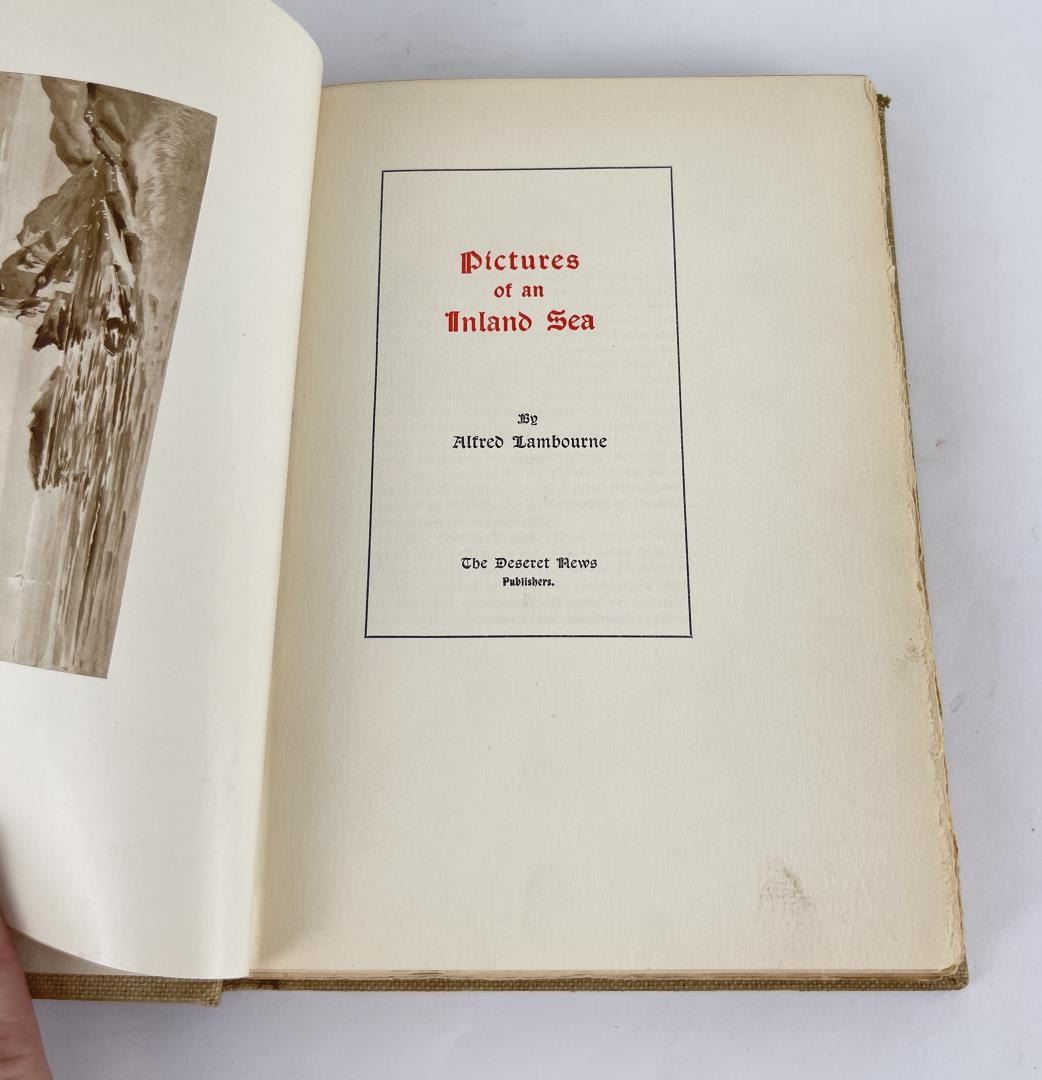 Pictures
of an
Inland Sea
By
Alfred Lambourne
The Deseret News
Publishers.